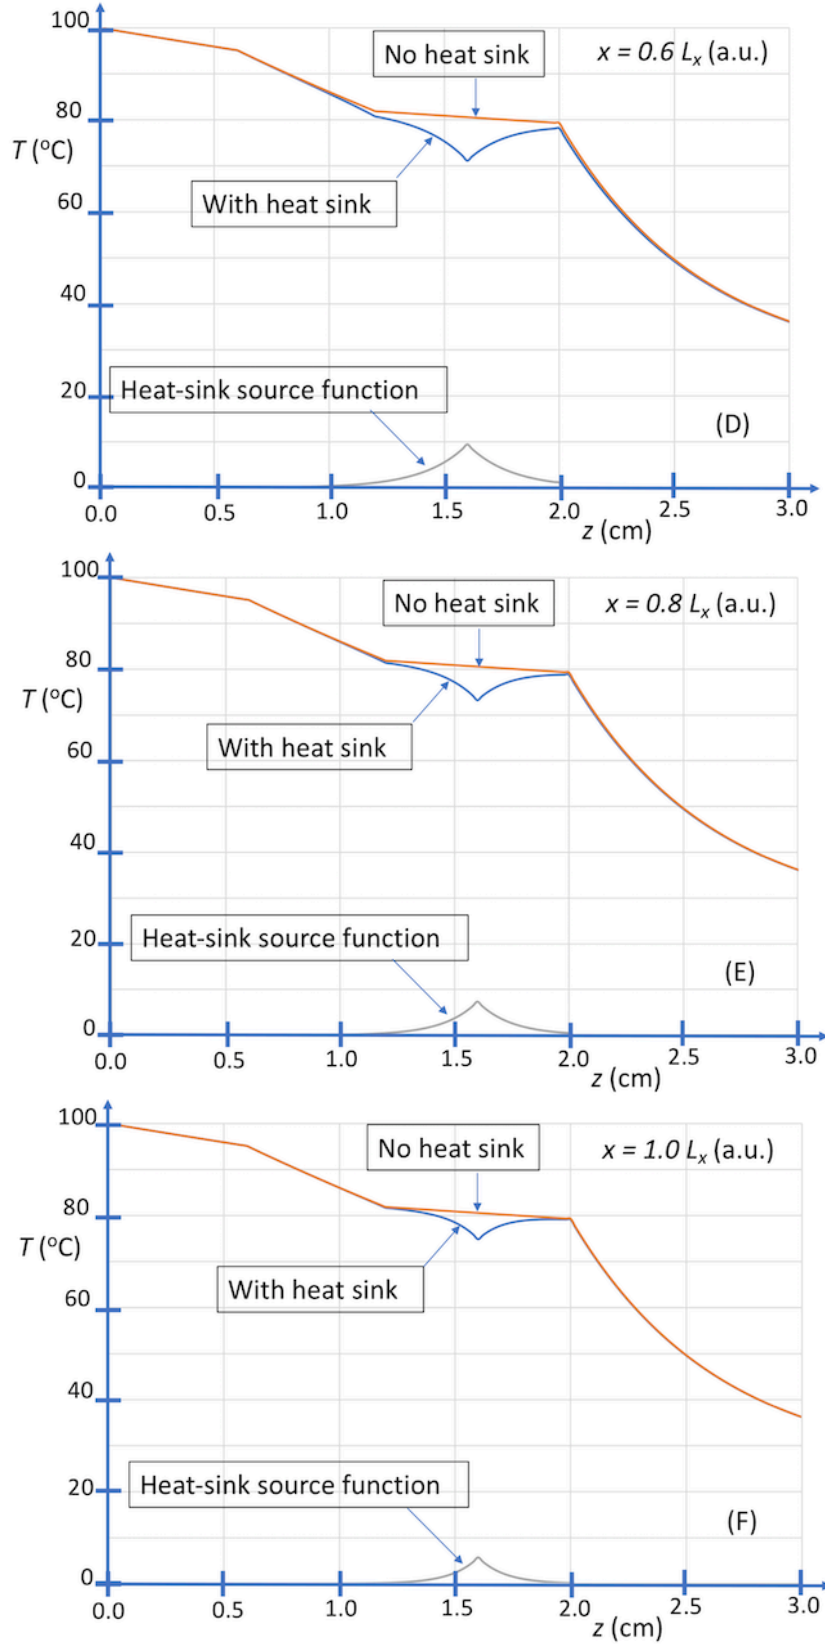 100
No heat sink
x = 0.6 Lₓ (a.u.)
80
T (°C)
With heat sink
60
40
Heat-sink source function
20
(D)
0
0.0 0.5 1.0 1.5 2.0 2.5 3.0
z (cm)
100
No heat sink
x = 0.8 Lₓ (a.u.)
80
T (°C)
With heat sink
60
40
Heat-sink source function
20
(E)
0
0.0 0.5 1.0 1.5 2.0 2.5 3.0
z (cm)
100
No heat sink
x = 1.0 Lₓ (a.u.)
80
T (°C)
With heat sink
60
40
Heat-sink source function
20
(F)
0
0.0 0.5 1.0 1.5 2.0 2.5 3.0
z (cm)